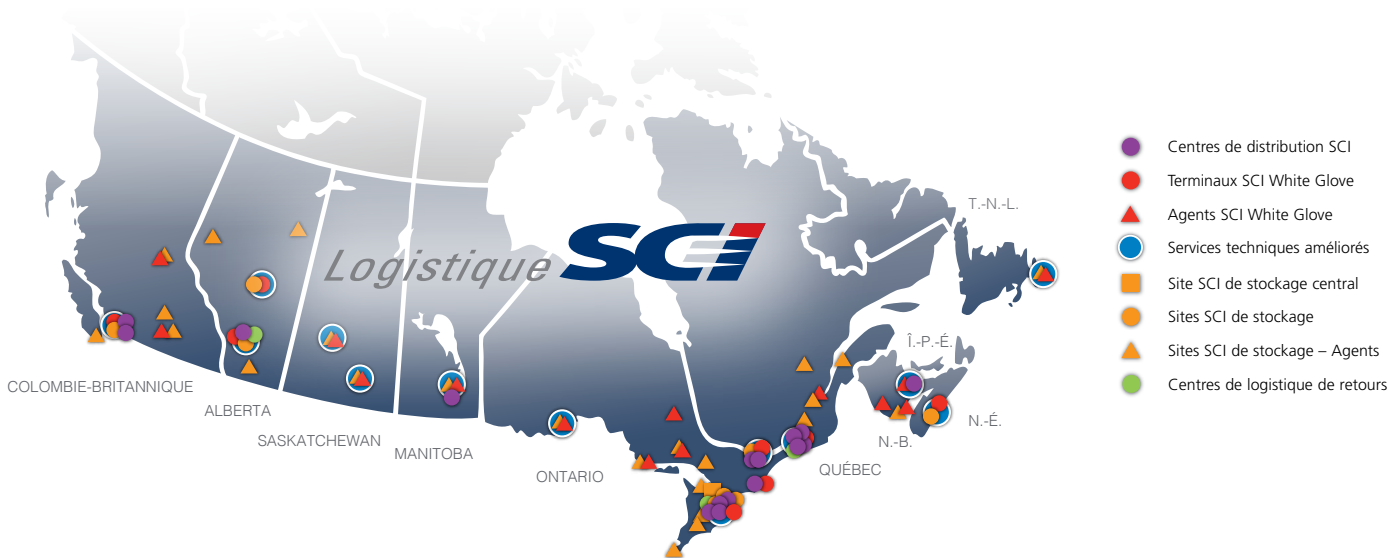 T.-N.-L.
Logistique SCI
Î.-P.-É.
COLOMBIE-BRITANNIQUE
ALBERTA
SASKATCHEWAN
MANITOBA
ONTARIO
QUÉBEC
N.-B.
N.-É.
Centres de distribution SCI
Terminaux SCI White Glove
Agents SCI White Glove
Services techniques améliorés
Site SCI de stockage central
Sites SCI de stockage
Sites SCI de stockage – Agents
Centres de logistique de retours